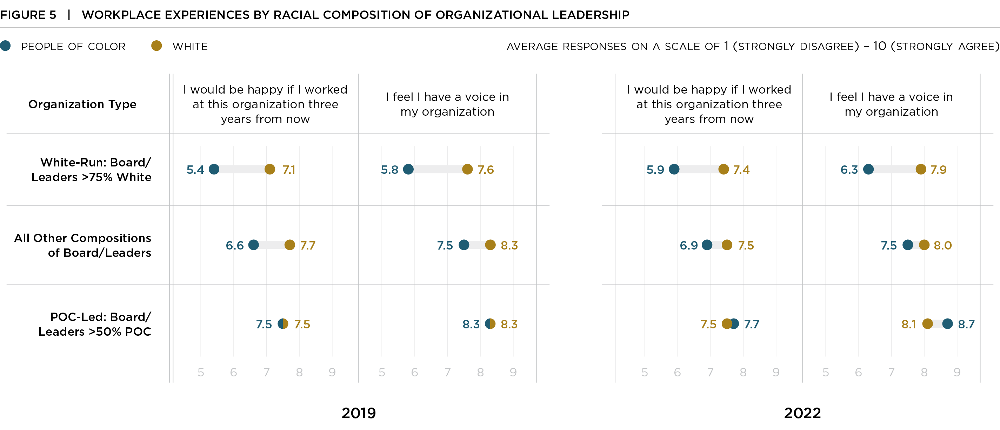 FIGURE 5 | WORKPLACE EXPERIENCES BY RACIAL COMPOSITION OF ORGANIZATIONAL LEADERSHIP
PEOPLE OF COLOR WHITE AVERAGE RESPONSES ON A SCALE OF 1 (STRONGLY DISAGREE) – 10 (STRONGLY AGREE)
Organization Type
I would be happy if I worked
at this organization three
years from now
I feel I have a voice in
my organization
I would be happy if I worked
at this organization three
years from now
I feel I have a voice in
my organization
White-Run: Board/
Leaders >75% White
5.4 7.1 5.8 7.6 5.9 7.4 6.3 7.9
All Other Compositions
of Board/Leaders
6.6 7.7 7.5 8.3 6.9 7.5 7.5 8.0
POC-Led: Board/
Leaders >50% POC
7.5 7.5 8.3 8.3 7.5 7.7 8.1 8.7
5 6 7 8 9 5 6 7 8 9 5 6 7 8 9 5 6 7 8 9
2019 2022